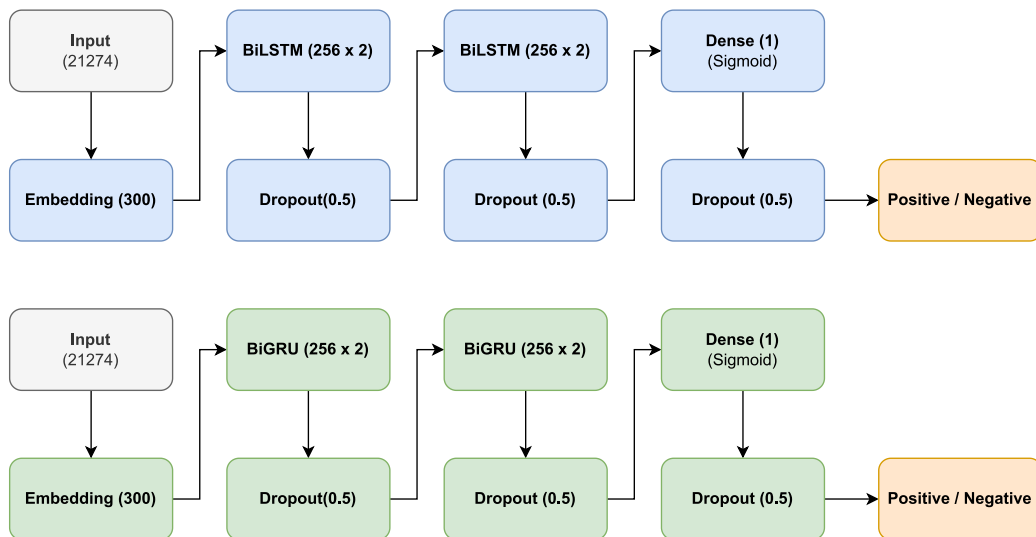 Input
(21274)
BiLSTM (256 x 2)
BiLSTM (256 x 2)
Dense (1)
(Sigmoid)
Embedding (300)
Dropout(0.5)
Dropout (0.5)
Dropout (0.5)
Positive / Negative
Input
(21274)
BiGRU (256 x 2)
BiGRU (256 x 2)
Dense (1)
(Sigmoid)
Embedding (300)
Dropout(0.5)
Dropout (0.5)
Dropout (0.5)
Positive / Negative